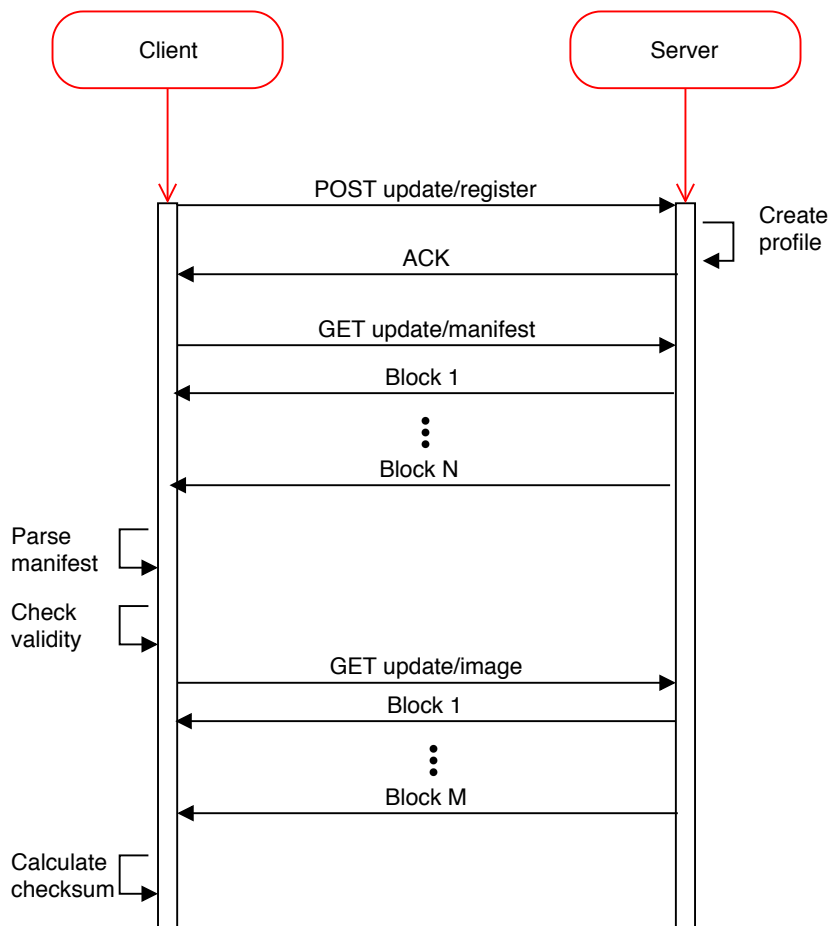 Client
Server
POST update/register
Create
profile
ACK
GET update/manifest
Block 1
Block N
Parse
manifest
Check
validity
GET update/image
Block 1
Block M
Calculate
checksum